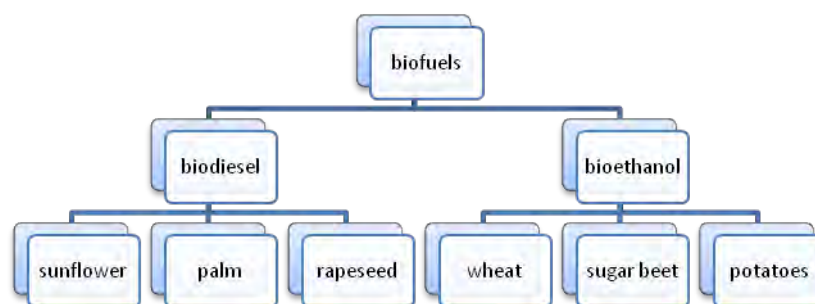 biofuels
biodiesel
bioethanol
sunflower
palm
rapeseed
wheat
sugar beet
potatoes